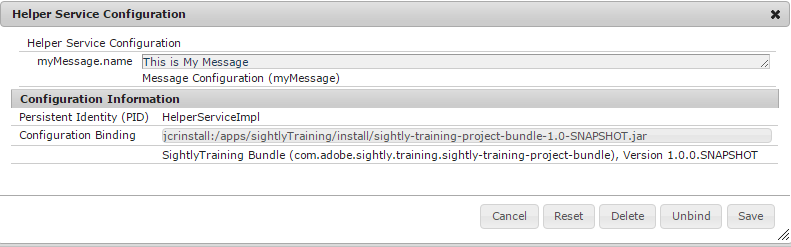 Helper Service Configuration
Helper Service Configuration
myMessage.name This is My Message
Message Configuration (myMessage)
Configuration Information
Persistent Identity (PID) HelperServiceImpl
Configuration Binding jcrinstall:/apps/sightlyTraining/install/sightly-training-project-bundle-1.0-SNAPSHOT.jar
SightlyTraining Bundle (com.adobe.sightly.training.sightly-training-project-bundle), Version 1.0.0.SNAPSHOT
Cancel Reset Delete Unbind Save